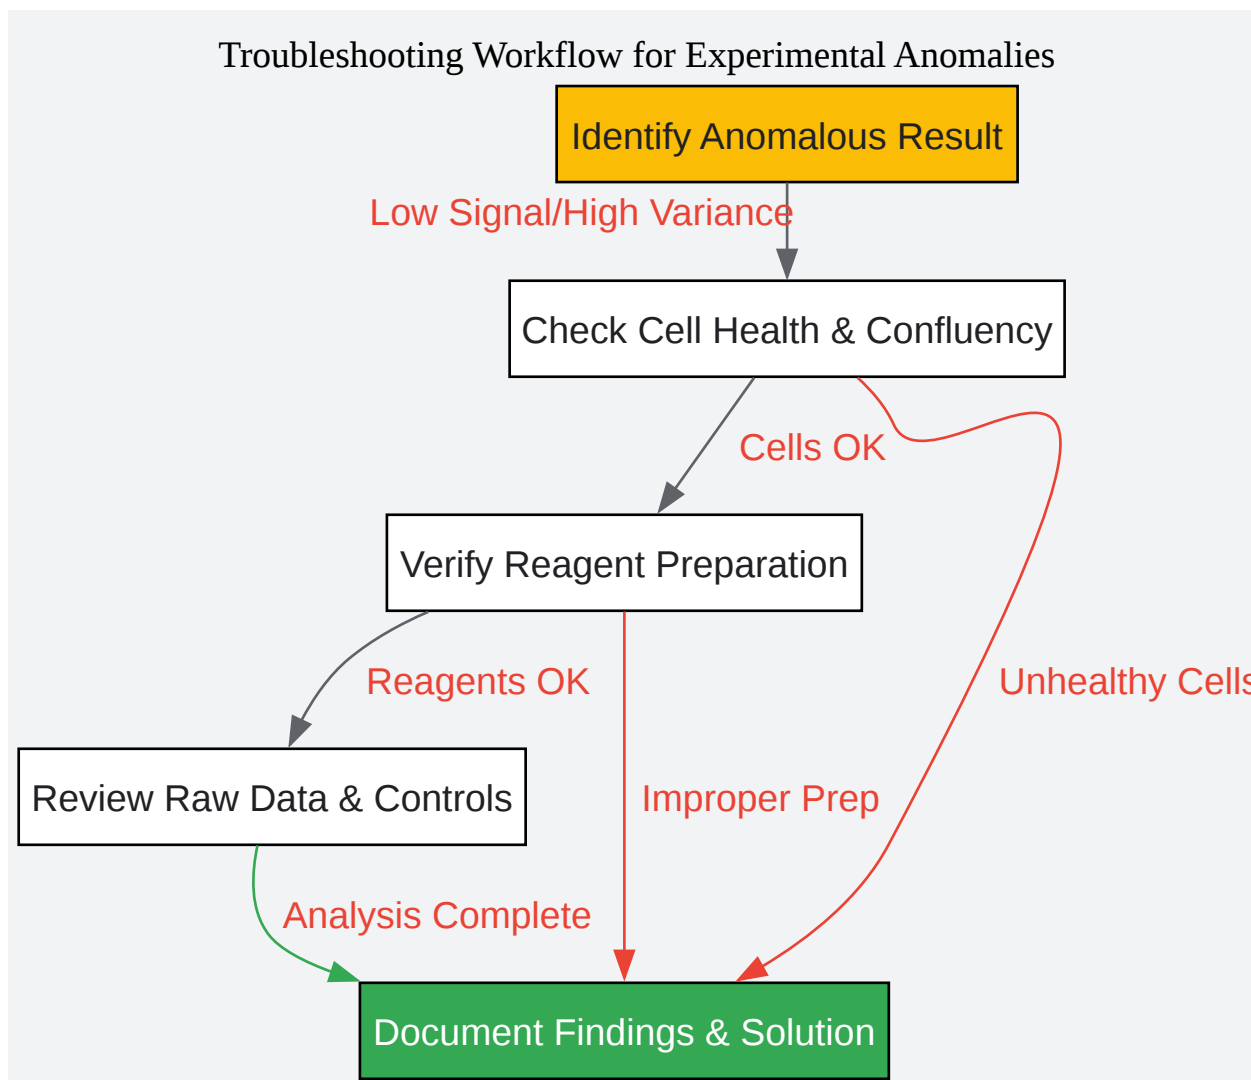 Troubleshooting Workflow for Experimental Anomalies
Identify Anomalous Result
Low Signal/High Variance
Check Cell Health & Confluency
Cells OK
Verify Reagent Preparation
Reagents OK
Unhealthy Cells
Review Raw Data & Controls
Improper Prep
Analysis Complete
Document Findings & Solution